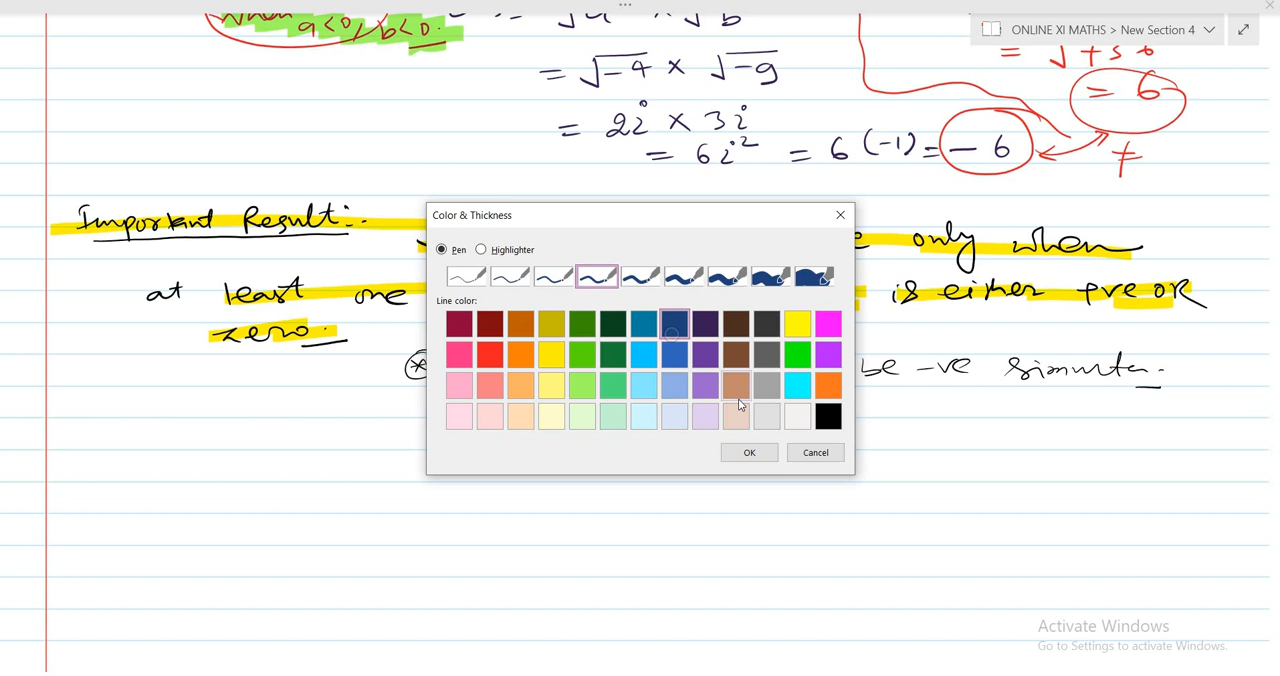 ONLINE XI MATHS > New Section 4
a<0, b<0.
= √-4 × √-9
= 6
= 2i × 3i
= 6i² = 6(-1) = -6
≠
Important Result:-
only when
at least one is either +ve OR
zero.
be -ve simulta.
Color & Thickness
Pen Highlighter
Line color:
OK Cancel
Activate Windows
Go to Settings to activate Windows.